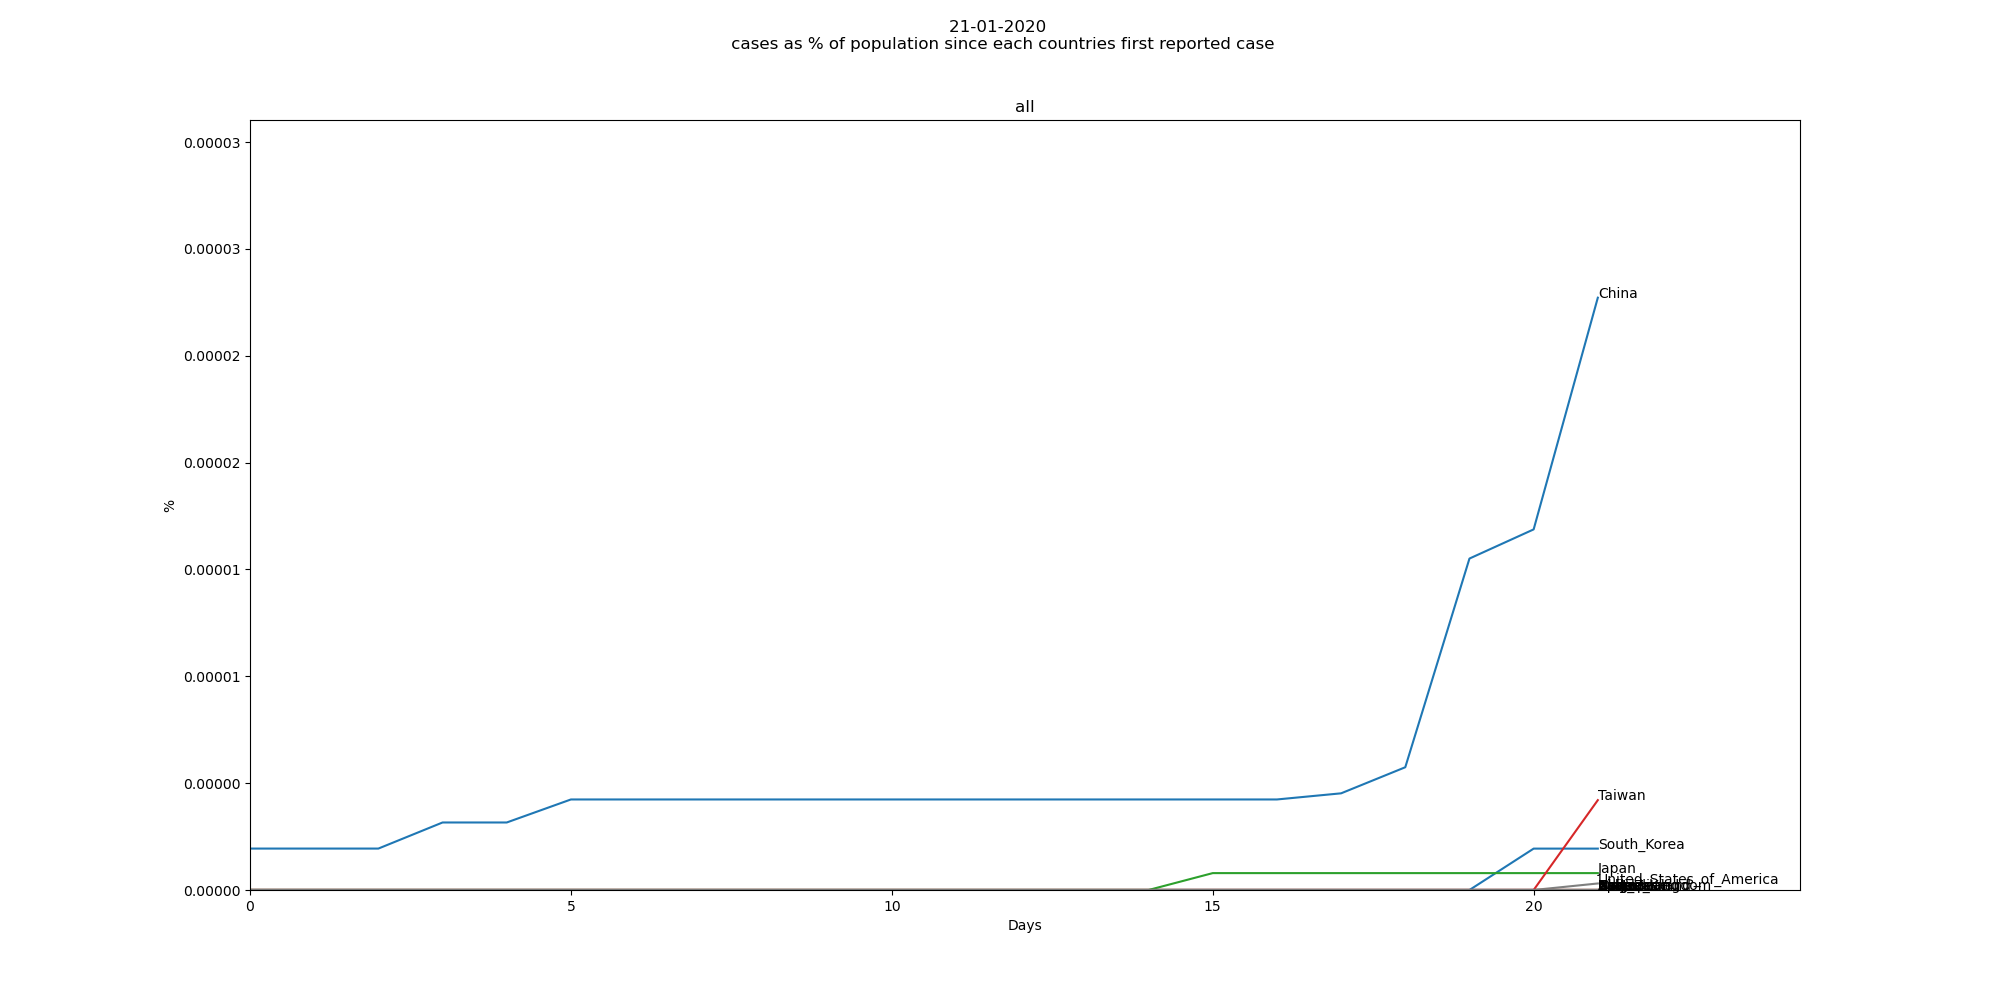 21-01-2020
cases as % of population since each countries first reported case
all
0.00003
0.00003
0.00002
0.00002
0.00001
0.00001
0.00000
0.00000
%
China
Taiwan
South_Korea
Japan
United_States_of_America
0
5
10
15
20
Days